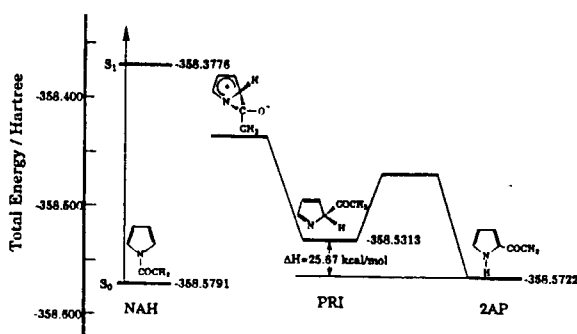 Total Energy / Hartree
-358.400
-358.500
-358.600
S₁
-358.3776
N
COCH₃
S₀
-358.5791
NAH
H
N
C
O⁻
CH₃
N
COCH₃
H
-358.5313
ΔH=25.67 kcal/mol
PRI
N
H
COCH₃
-358.5722
2AP